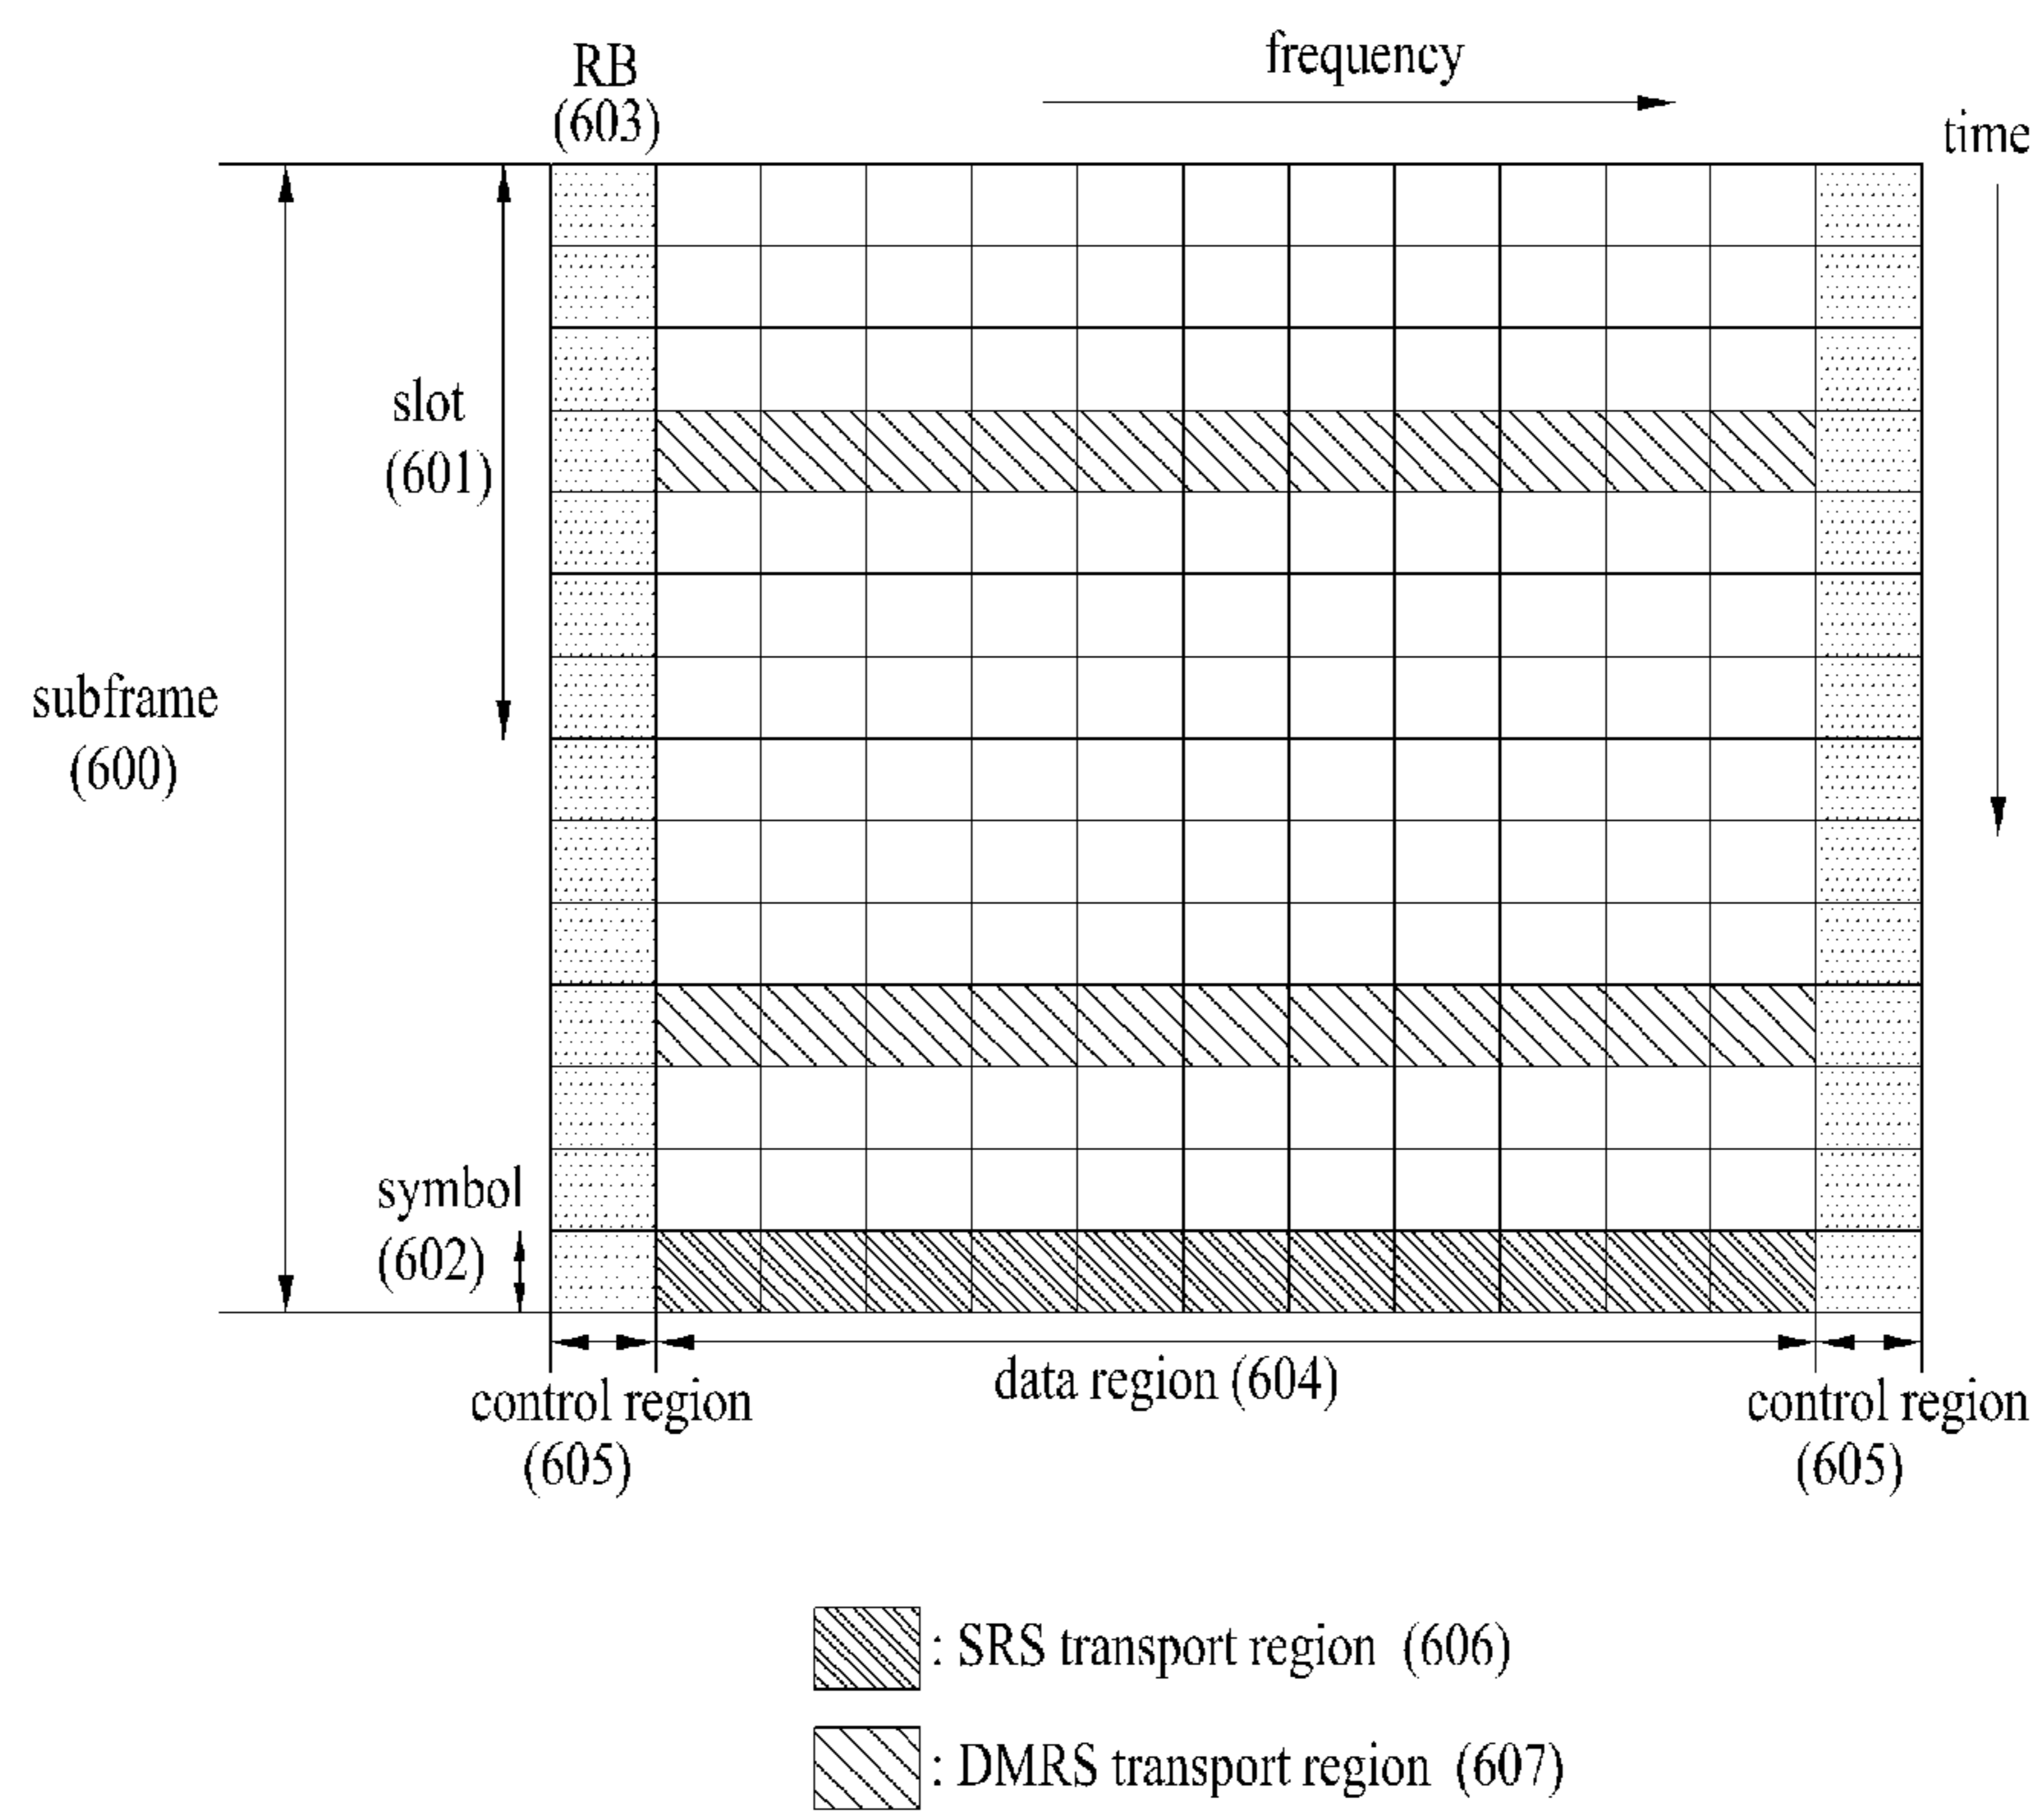 RB
(603)
frequency
time
slot
(601)
subframe
(600)
symbol
(602)
data region (604)
control region
(605)
control region
(605)
: SRS transport region (606)
: DMRS transport region (607)